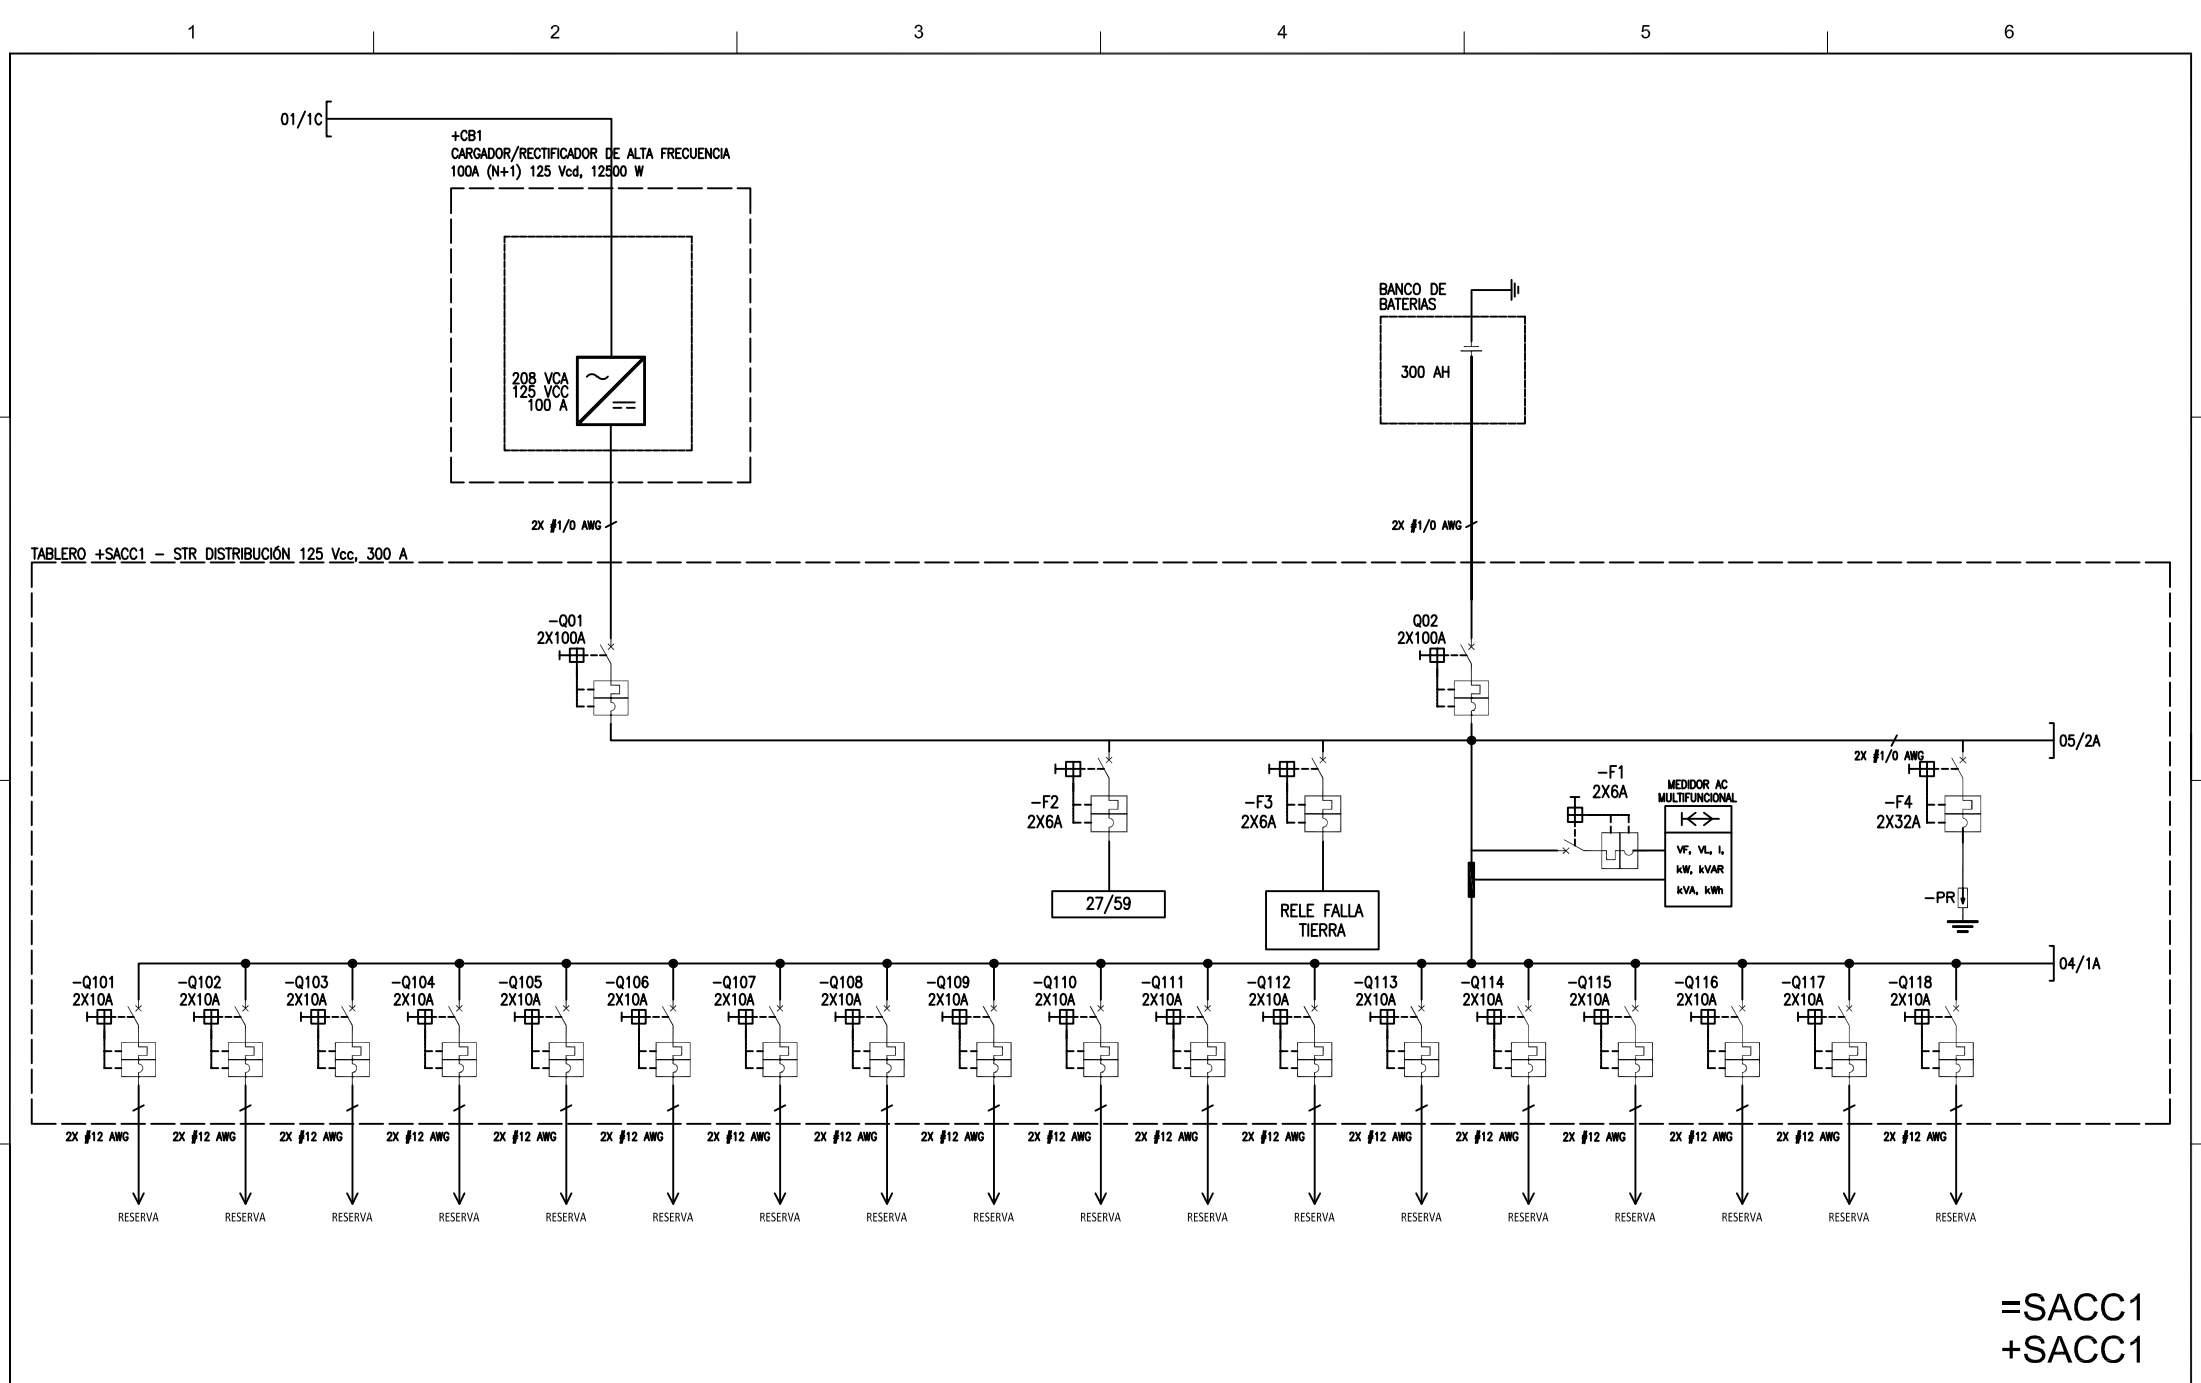 1 2 3 4 5 6
01/1C
+CB1
CARGADOR/RECTIFICADOR DE ALTA FRECUENCIA
100A (N+1) 125 Vcd, 12500 W
208 VCA
125 VCC
100 A
BANCO DE
BATERIAS
300 AH
2X #1/0 AWG
2X #1/0 AWG
TABLERO +SACC1 - STR DISTRIBUCIÓN 125 Vcc, 300 A
-Q01
2X100A
Q02
2X100A
05/2A
2X #1/0 AWG
-F2
2X6A
27/59
-F3
2X6A
RELE FALLA
TIERRA
-F1
2X6A
MEDIDOR AC
MULTIFUNCIONAL
VF, VL, I,
kW, kVAR
kVA, kWh
-F4
2X32A
-PR
04/1A
-Q101 -Q102 -Q103 -Q104 -Q105 -Q106 -Q107 -Q108 -Q109 -Q110 -Q111 -Q112 -Q113 -Q114 -Q115 -Q116 -Q117 -Q118
2X10A 2X10A 2X10A 2X10A 2X10A 2X10A 2X10A 2X10A 2X10A 2X10A 2X10A 2X10A 2X10A 2X10A 2X10A 2X10A 2X10A 2X10A
2X #12 AWG 2X #12 AWG 2X #12 AWG 2X #12 AWG 2X #12 AWG 2X #12 AWG 2X #12 AWG 2X #12 AWG 2X #12 AWG 2X #12 AWG 2X #12 AWG 2X #12 AWG 2X #12 AWG 2X #12 AWG 2X #12 AWG 2X #12 AWG 2X #12 AWG 2X #12 AWG
RESERVA RESERVA RESERVA RESERVA RESERVA RESERVA RESERVA RESERVA RESERVA RESERVA RESERVA RESERVA RESERVA RESERVA RESERVA RESERVA RESERVA RESERVA
=SACC1
+SACC1